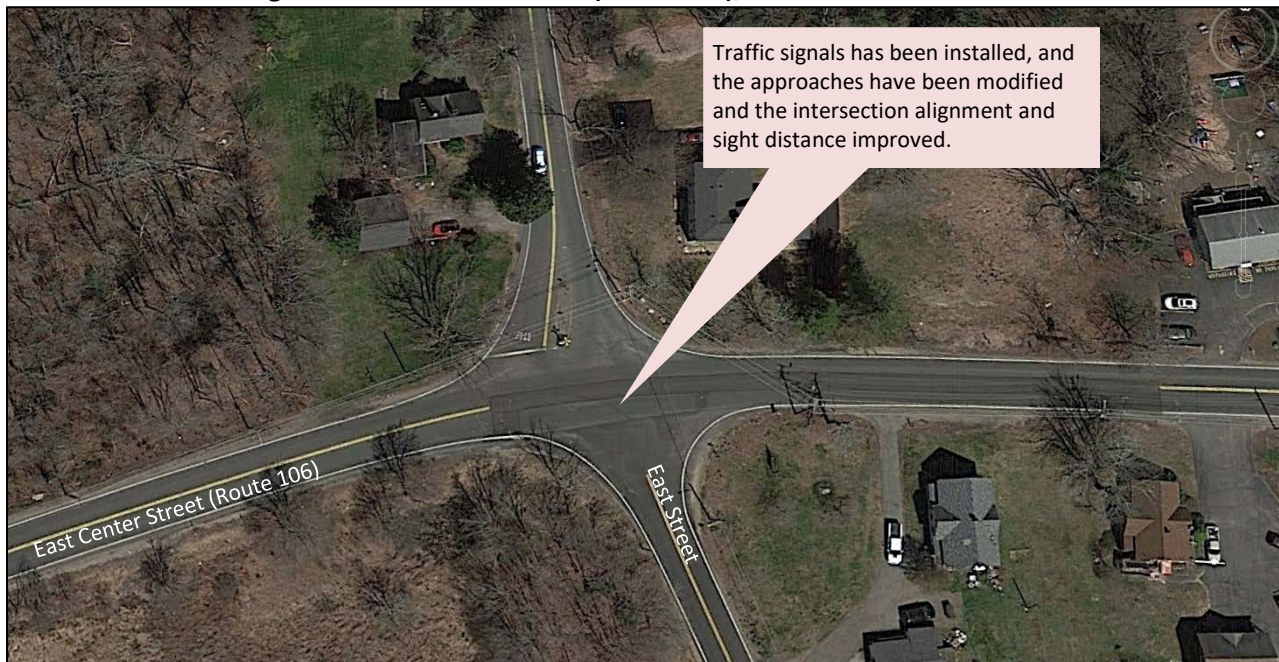 Traffic signals has been installed, and
the approaches have been modified
and the intersection alignment and
sight distance improved.
East Center Street (Route 106)
East Street